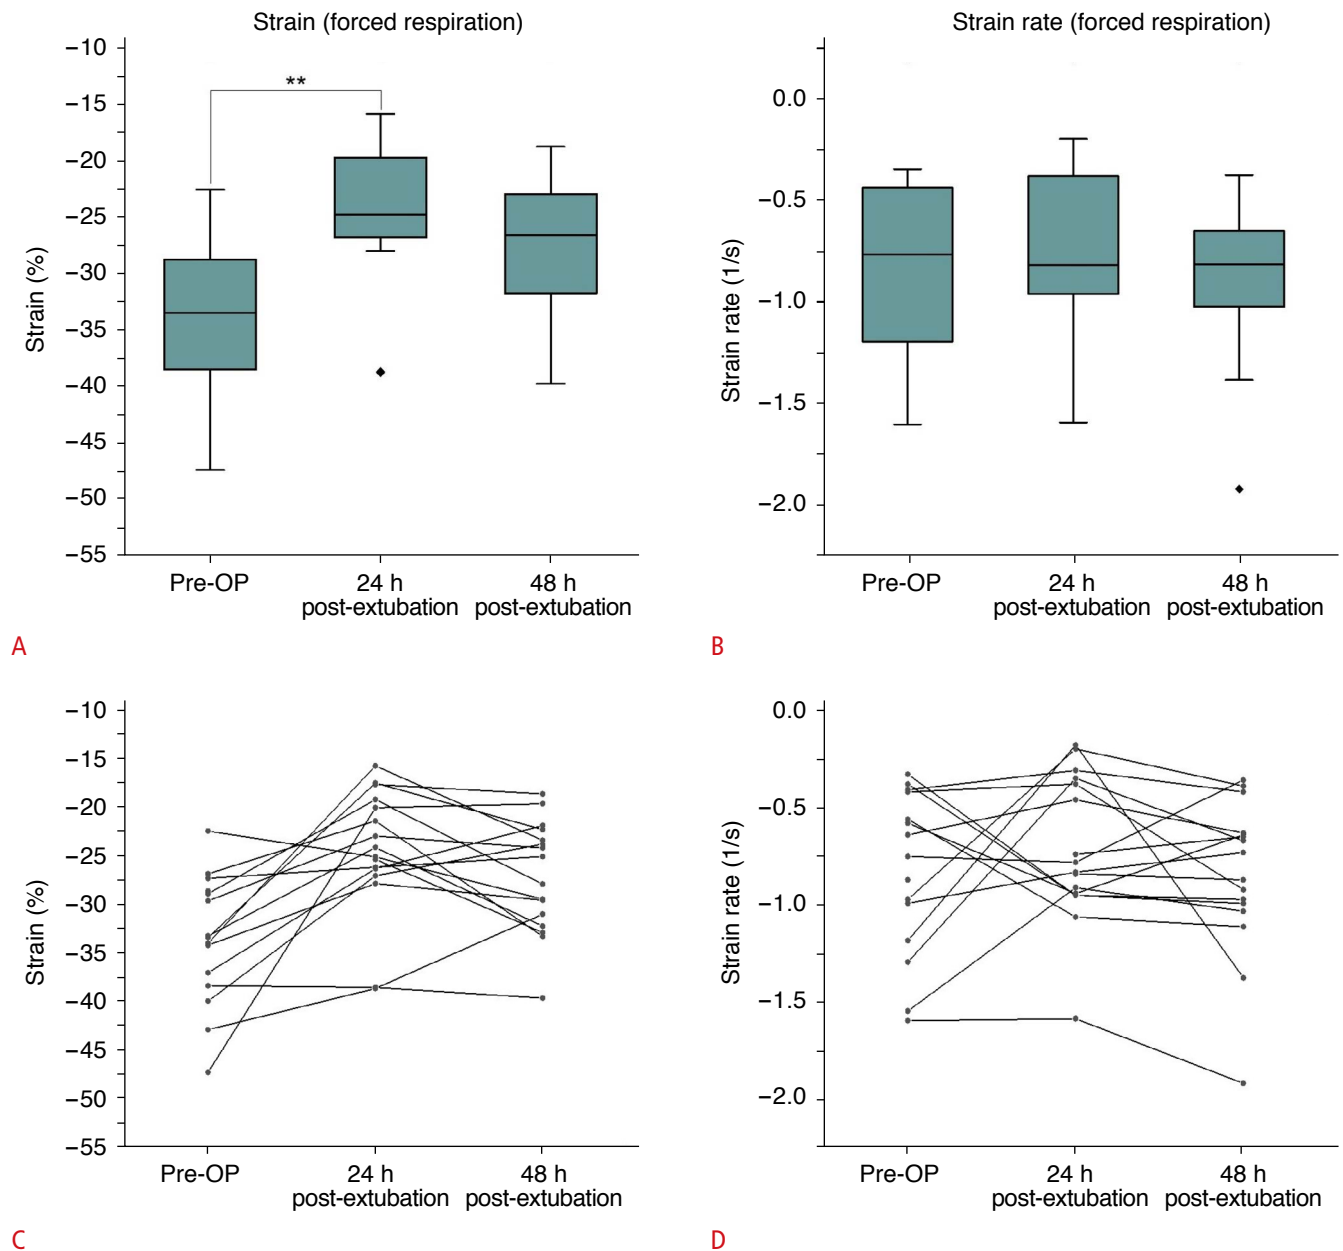 Strain (forced respiration)
−10
−15
−20
−25
−30
−35
−40
−45
−50
−55
Strain (%)
**
Pre-OP
24 h
post-extubation
48 h
post-extubation
A
Strain rate (forced respiration)
0.0
−0.5
−1.0
−1.5
−2.0
Strain rate (1/s)
Pre-OP
24 h
post-extubation
48 h
post-extubation
B
−10
−15
−20
−25
−30
−35
−40
−45
−50
−55
Strain (%)
Pre-OP
24 h
post-extubation
48 h
post-extubation
C
0.0
−0.5
−1.0
−1.5
−2.0
Strain rate (1/s)
Pre-OP
24 h
post-extubation
48 h
post-extubation
D